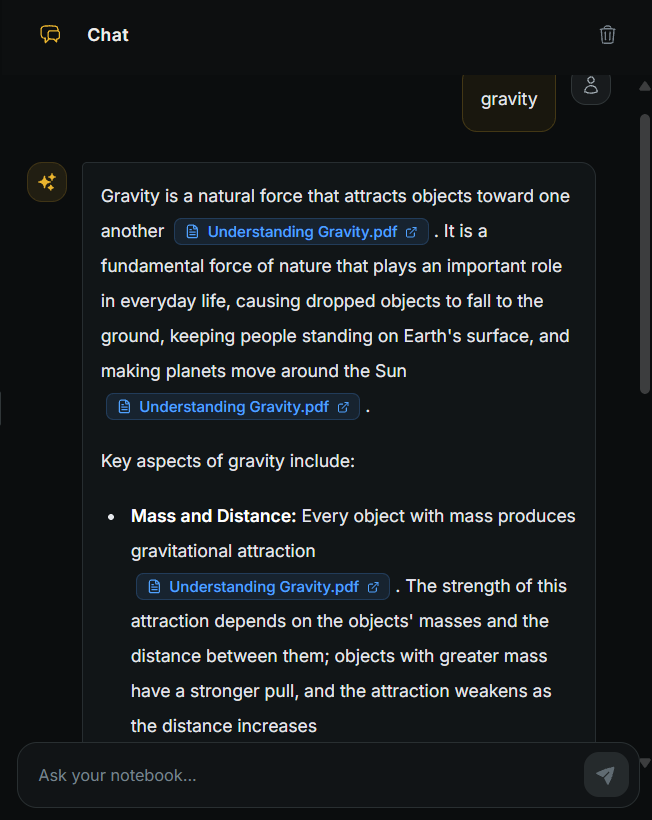 Chat
gravity
Gravity is a natural force that attracts objects toward one
another Understanding Gravity.pdf . It is a
fundamental force of nature that plays an important role
in everyday life, causing dropped objects to fall to the
ground, keeping people standing on Earth's surface, and
making planets move around the Sun
Understanding Gravity.pdf .
Key aspects of gravity include:
• Mass and Distance: Every object with mass produces
gravitational attraction
Understanding Gravity.pdf . The strength of this
attraction depends on the objects' masses and the
distance between them; objects with greater mass
have a stronger pull, and the attraction weakens as
the distance increases
Ask your notebook...